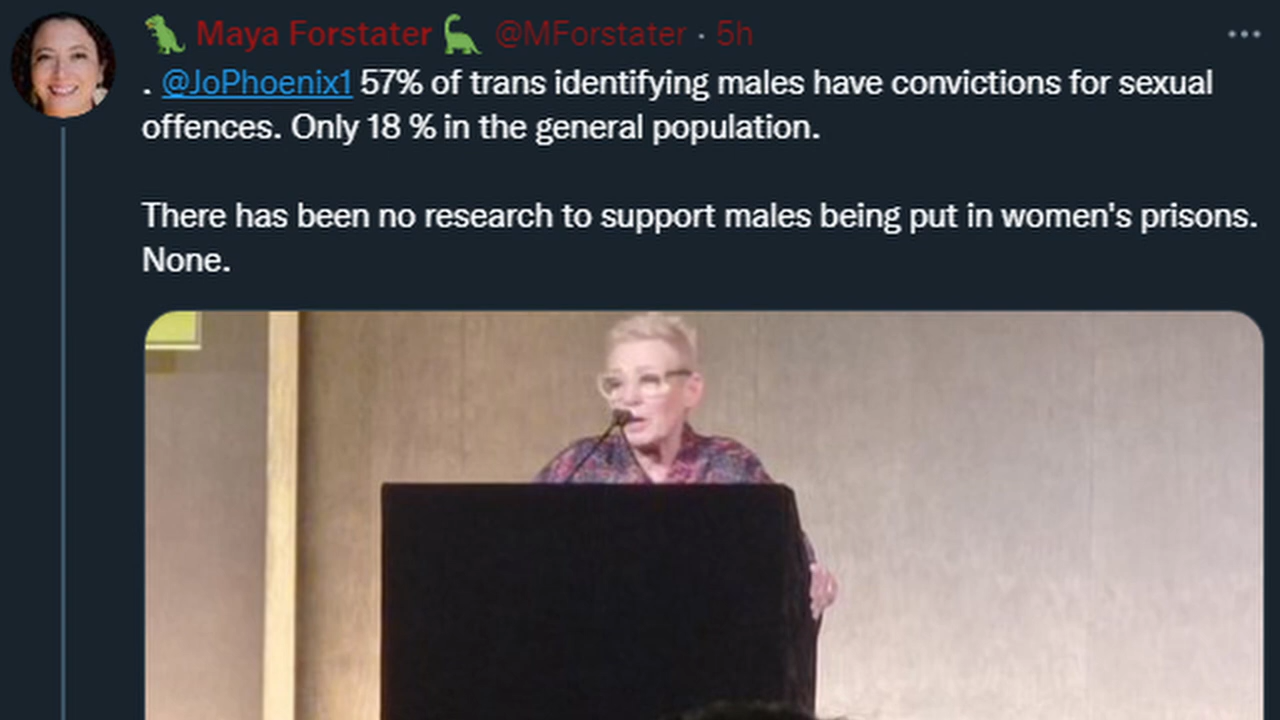 🦖 Maya Forstater 🦕 @MForstater · 5h
. @JoPhoenix1 57% of trans identifying males have convictions for sexual
offences. Only 18 % in the general population.
There has been no research to support males being put in women's prisons.
None.